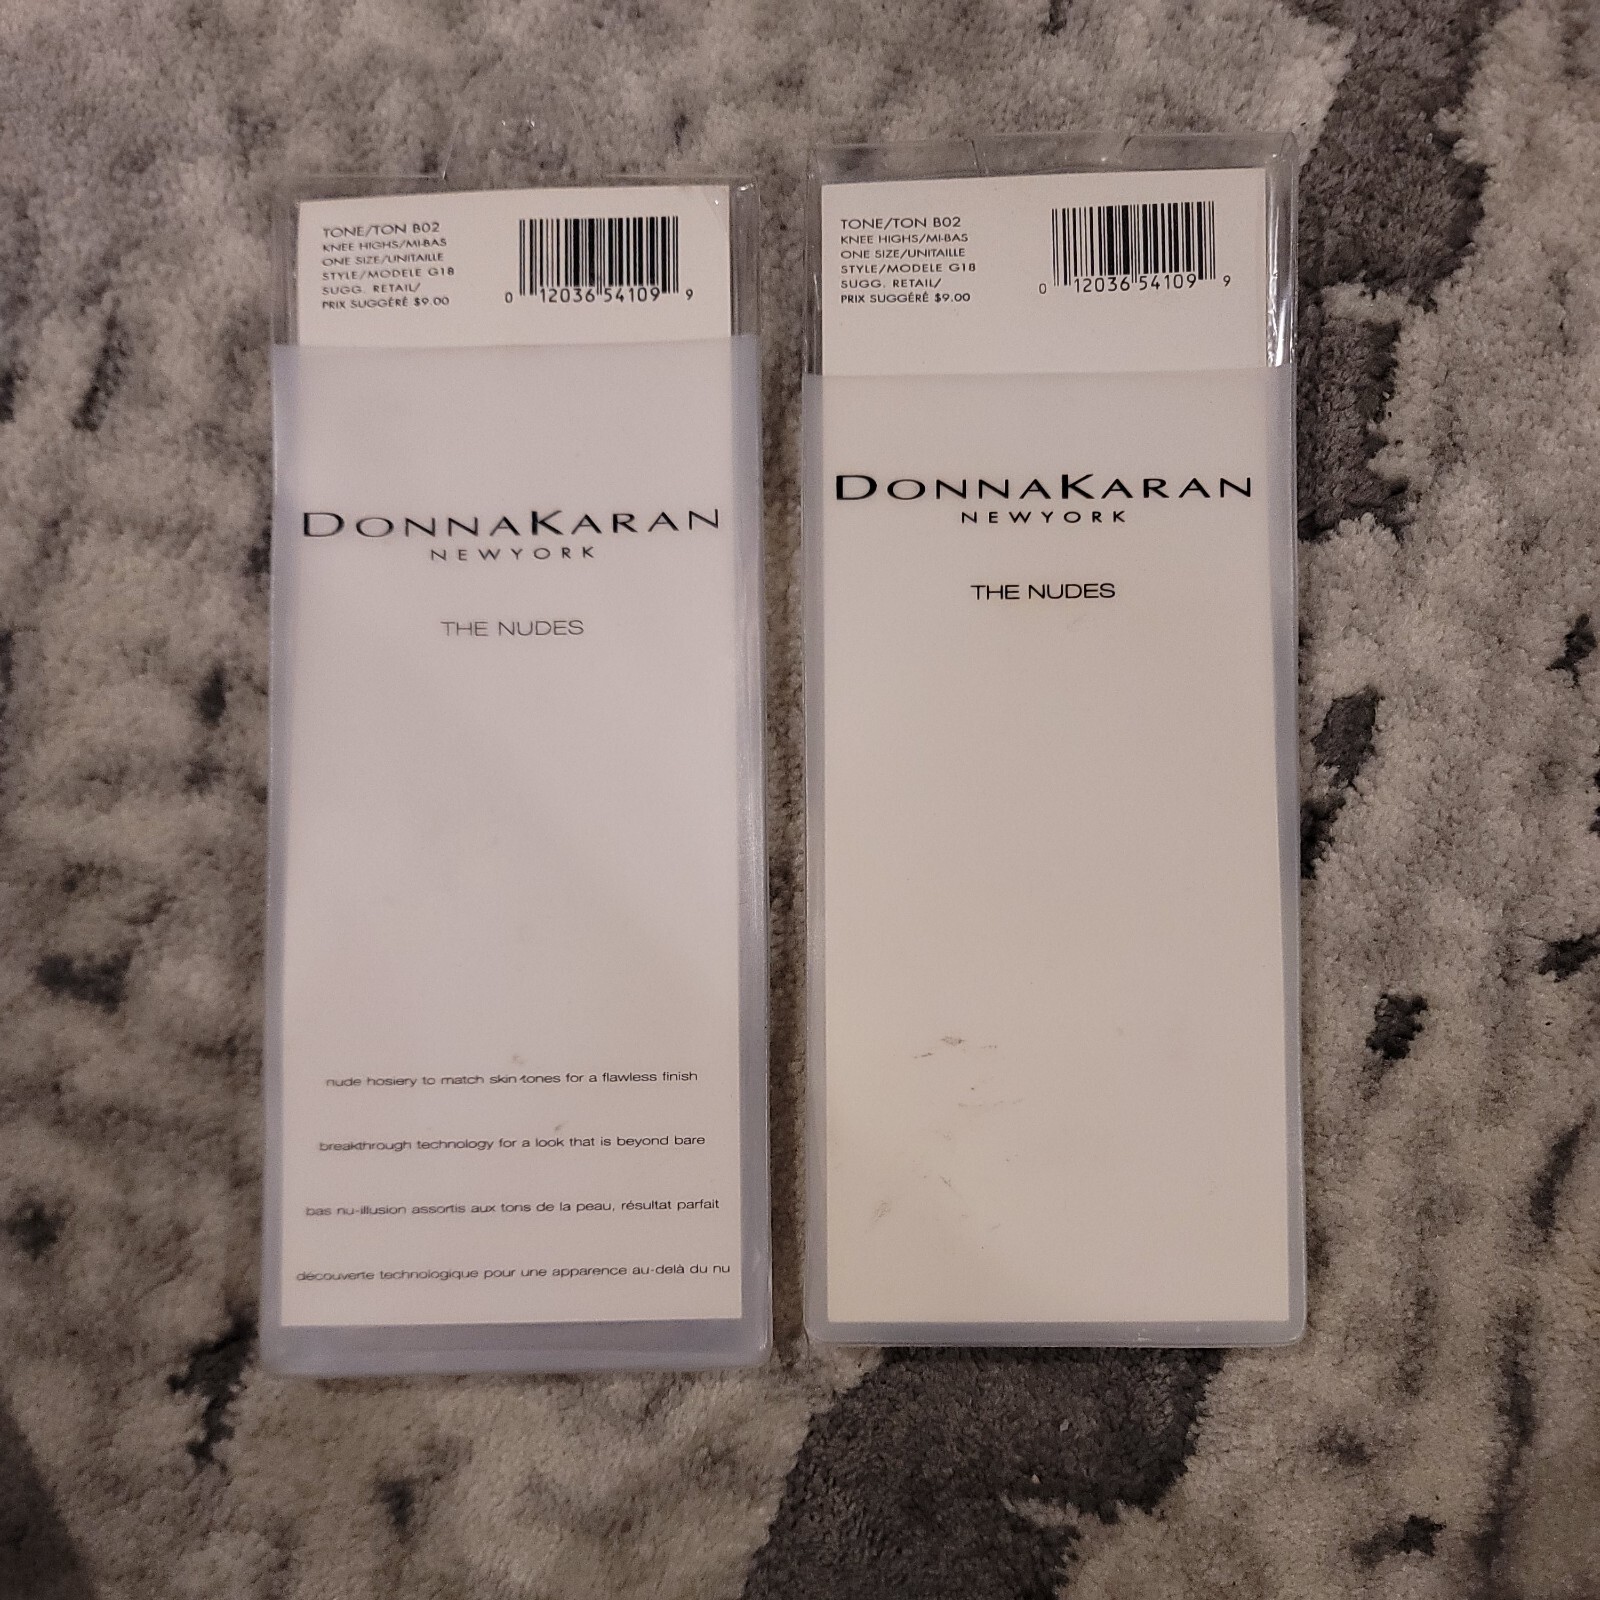 TONE/TON B02
KNEE HIGHS/MI-BAS
ONE SIZE/UNITAILLE
STYLE/MODELE G18
SUGG. RETAIL/
PRIX SUGGÉRÉ $9.00
0 12036 54109 9
DONNAKARAN
NEWYORK
THE NUDES
nude hosiery to match skin tones for a flawless finish
breakthrough technology for a look that is beyond bare
bas nu-illusion assortis aux tons de la peau, résultat parfait
découverte technologique pour une apparence au-delà du nu
TONE/TON B02
KNEE HIGHS/MI-BAS
ONE SIZE/UNITAILLE
STYLE/MODELE G18
SUGG. RETAIL/
PRIX SUGGÉRÉ $9.00
0 12036 54109 9
DONNAKARAN
NEWYORK
THE NUDES